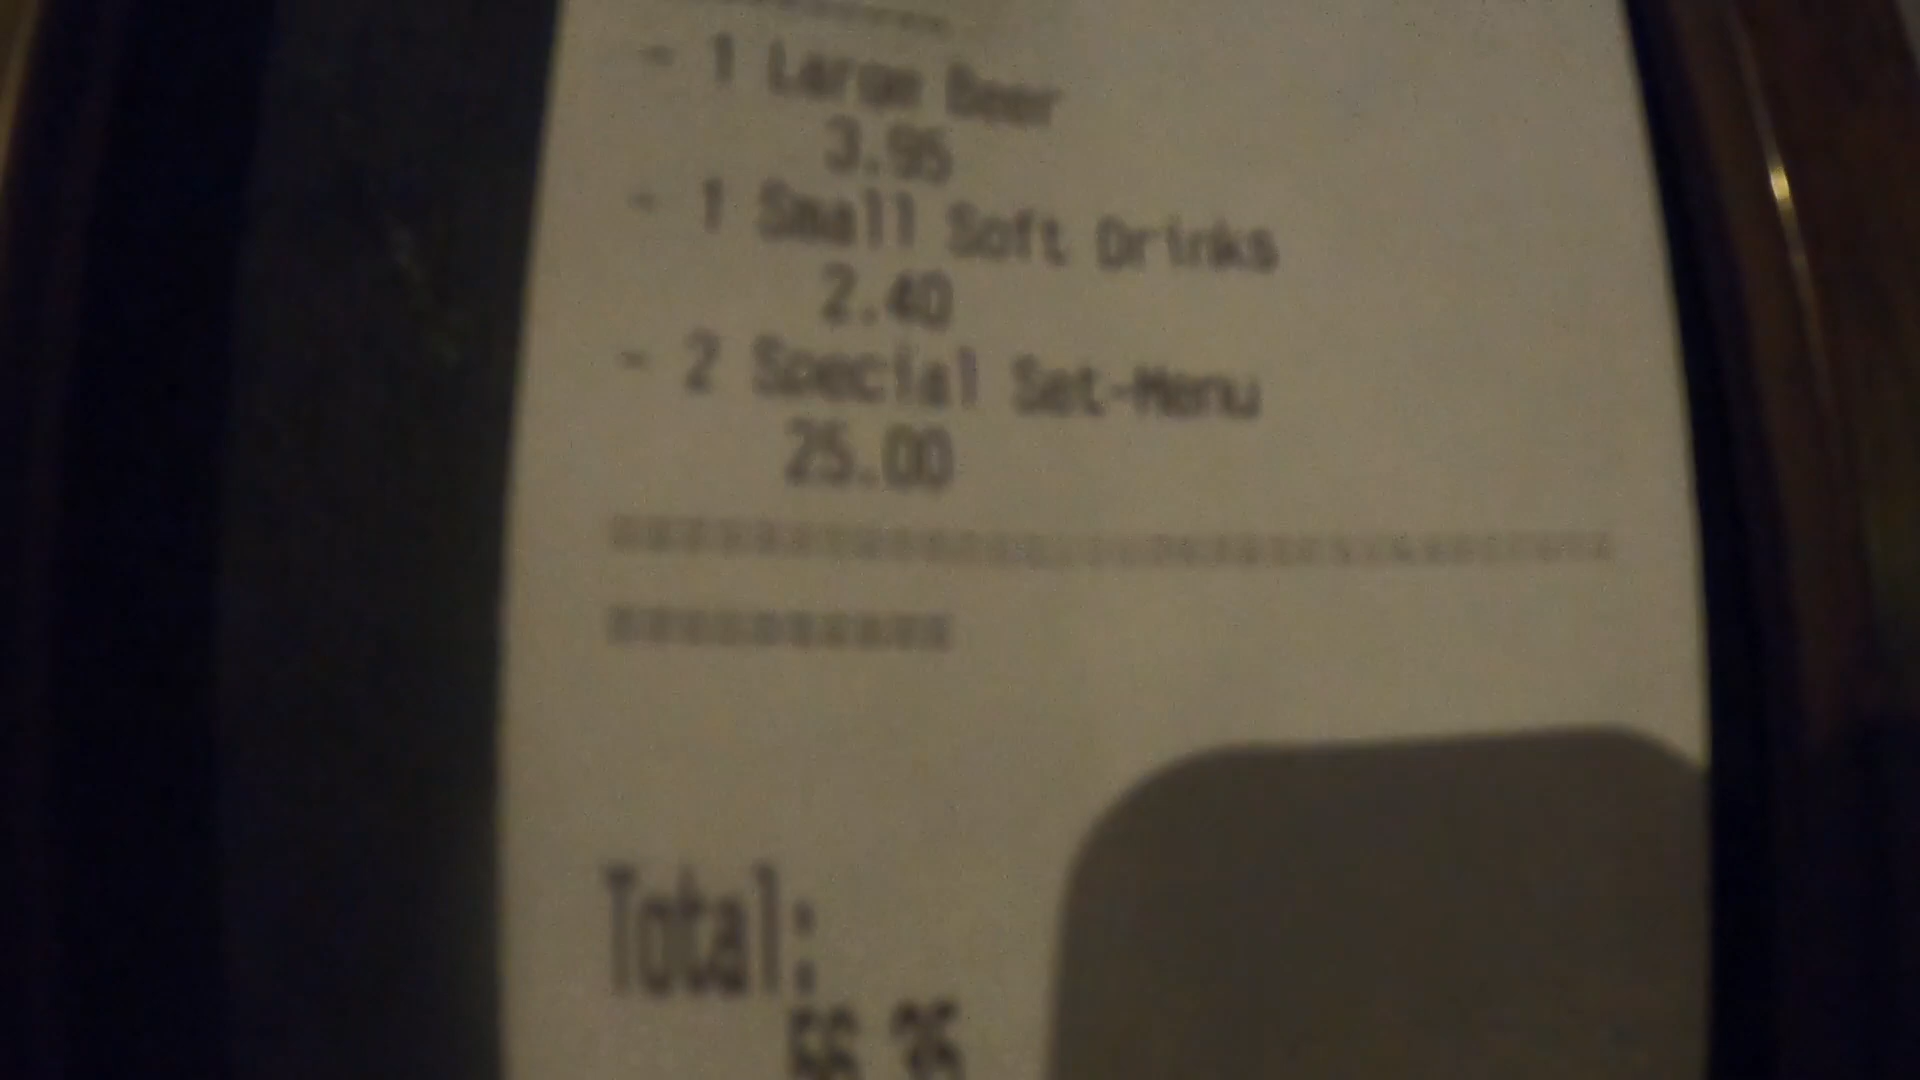 - 1 Large Beer
3.95
- 1 Small Soft Drinks
2.40
- 2 Special Set-Menu
25.00
Total: